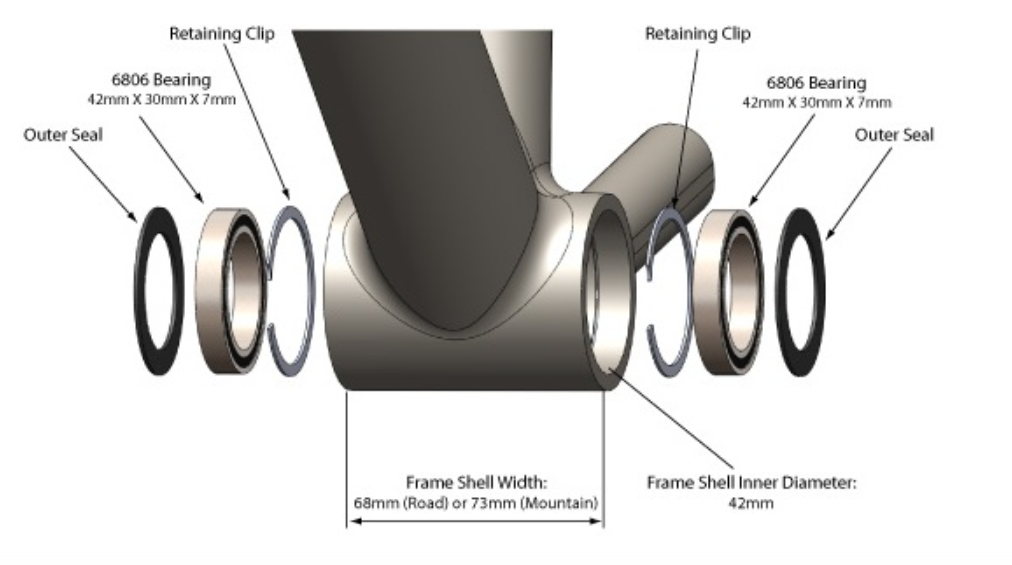 Retaining Clip
Retaining Clip
6806 Bearing
42mm X 30mm X 7mm
6806 Bearing
42mm X 30mm X 7mm
Outer Seal
Outer Seal
Frame Shell Width:
68mm (Road) or 73mm (Mountain)
Frame Shell Inner Diameter:
42mm